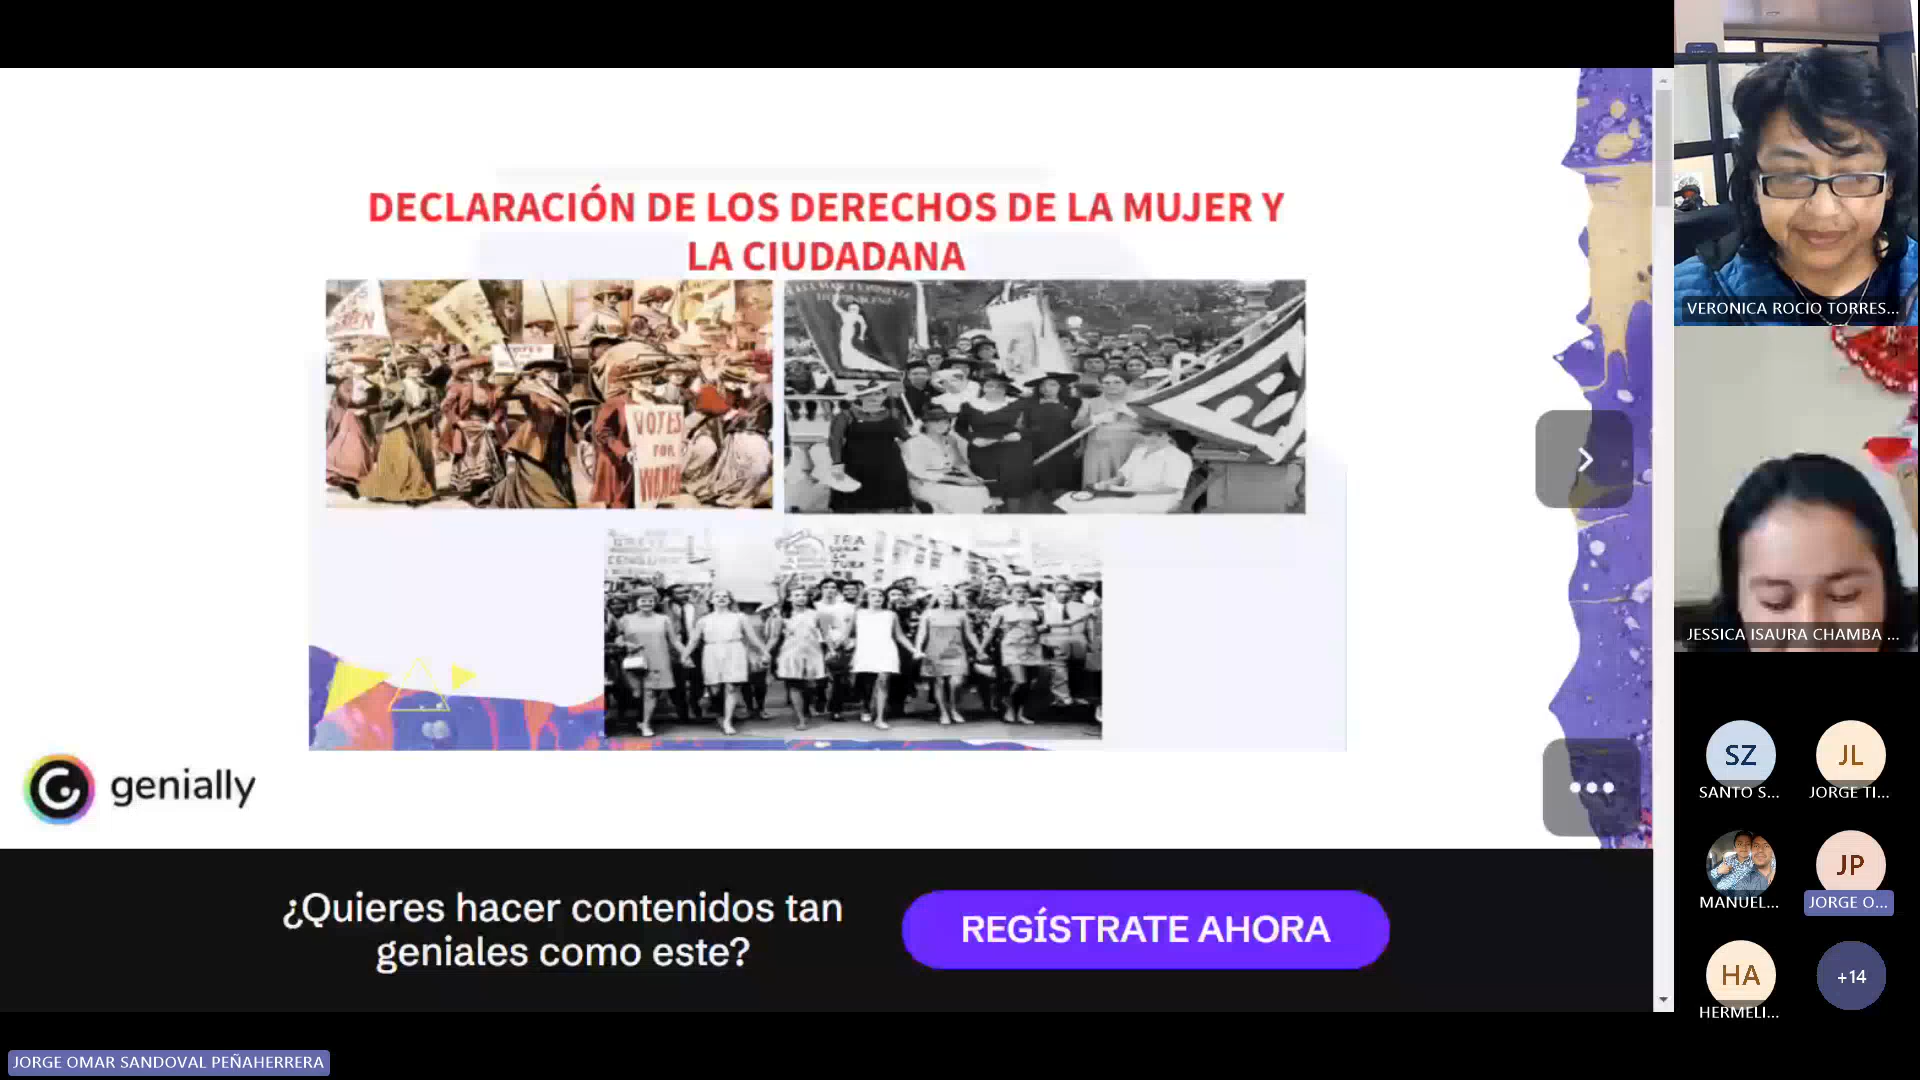 DECLARACIÓN DE LOS DERECHOS DE LA MUJER Y
LA CIUDADANA
VOTES
FOR
WOMEN
genially
¿Quieres hacer contenidos tan
geniales como este?
REGÍSTRATE AHORA
VERONICA ROCIO TORRES...
JESSICA ISAURA CHAMBA ...
SZ
SANTO S...
JL
JORGE TI...
MANUEL...
JP
JORGE O...
HA
HERMELI...
+14
JORGE OMAR SANDOVAL PEÑAHERRERA